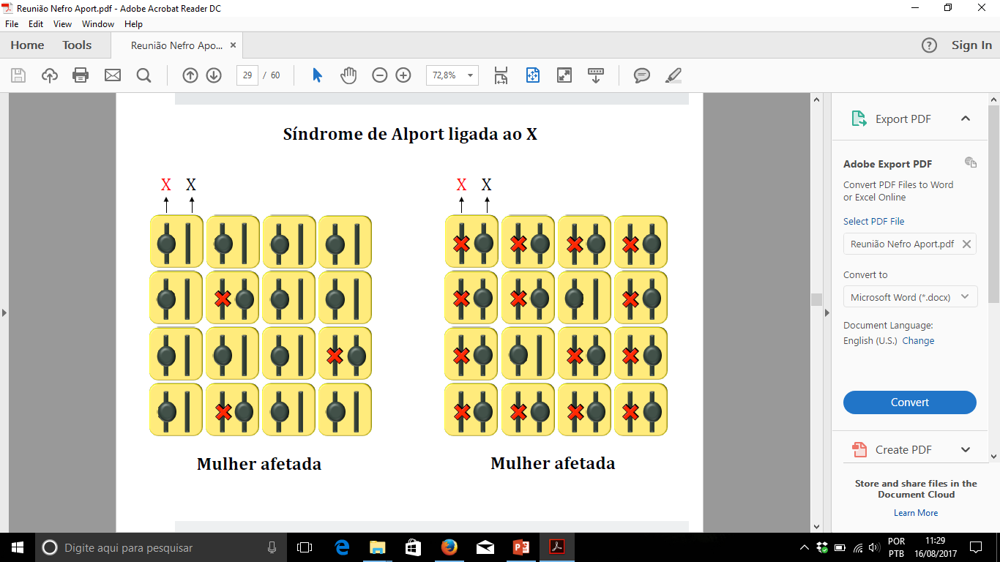 Reunião Nefro Aport.pdf - Adobe Acrobat Reader DC
File Edit View Window Help
Home Tools Reunião Nefro Apo... × Sign In
29 / 60 72,8%
Síndrome de Alport ligada ao X
X X X X
Mulher afetada Mulher afetada
Export PDF
Adobe Export PDF
Convert PDF Files to Word
or Excel Online
Select PDF File
Reunião Nefro Aport.pdf
Convert to
Microsoft Word (*.docx)
Document Language:
English (U.S.) Change
Convert
Create PDF
Store and share files in the
Document Cloud
Learn More
Digite aqui para pesquisar
POR
PTB
11:29
16/08/2017